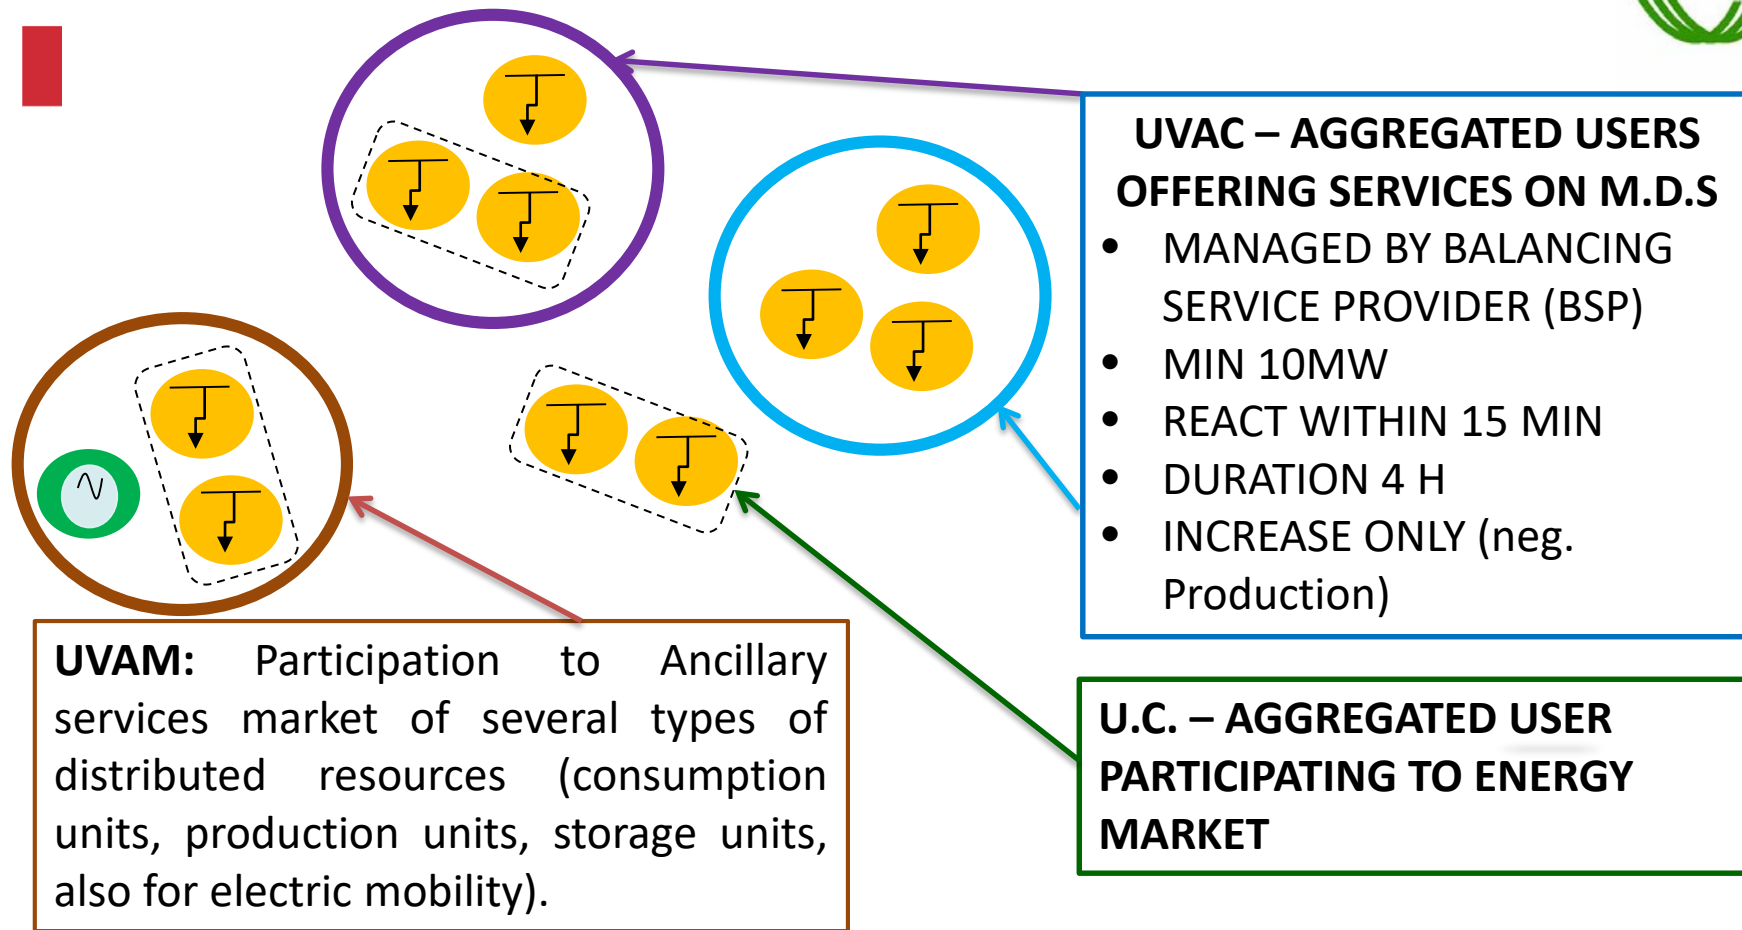 UVAC – AGGREGATED USERS
OFFERING SERVICES ON M.D.S
• MANAGED BY BALANCING
SERVICE PROVIDER (BSP)
• MIN 10MW
• REACT WITHIN 15 MIN
• DURATION 4 H
• INCREASE ONLY (neg.
Production)
UVAM: Participation to Ancillary
services market of several types of
distributed resources (consumption
units, production units, storage units,
also for electric mobility).
U.C. – AGGREGATED USER
PARTICIPATING TO ENERGY
MARKET